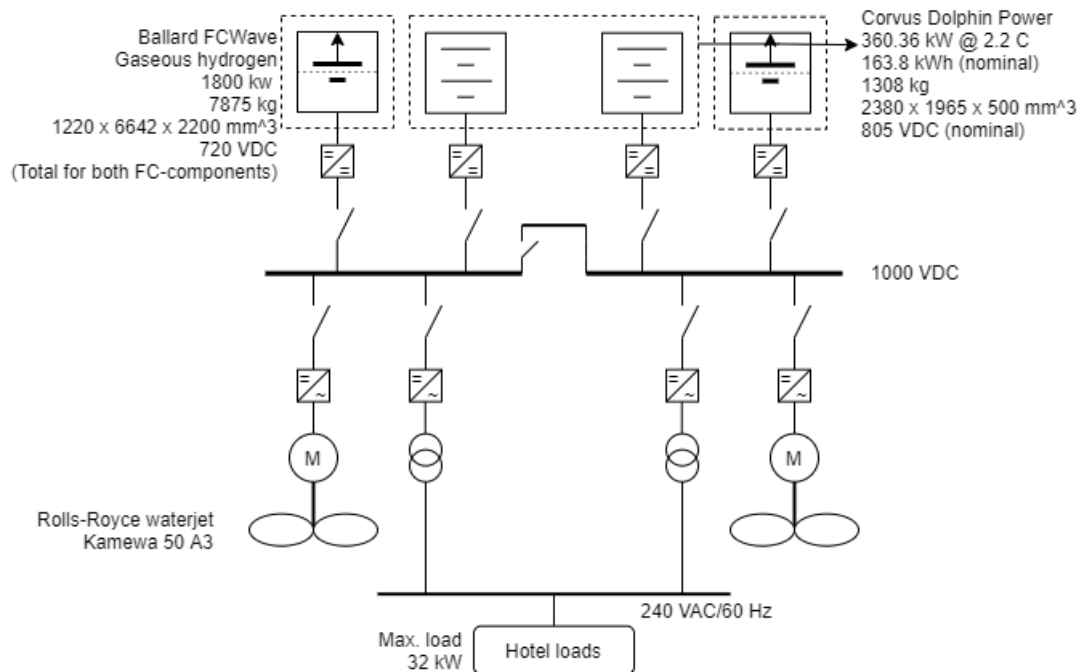 Ballard FCWave
Gaseous hydrogen
1800 kw
7875 kg
1220 x 6642 x 2200 mm^3
720 VDC
(Total for both FC-components)
Corvus Dolphin Power
360.36 kW @ 2.2 C
163.8 kWh (nominal)
1308 kg
2380 x 1965 x 500 mm^3
805 VDC (nominal)
1000 VDC
M
M
Rolls-Royce waterjet
Kamewa 50 A3
240 VAC/60 Hz
Max. load
32 kW
Hotel loads